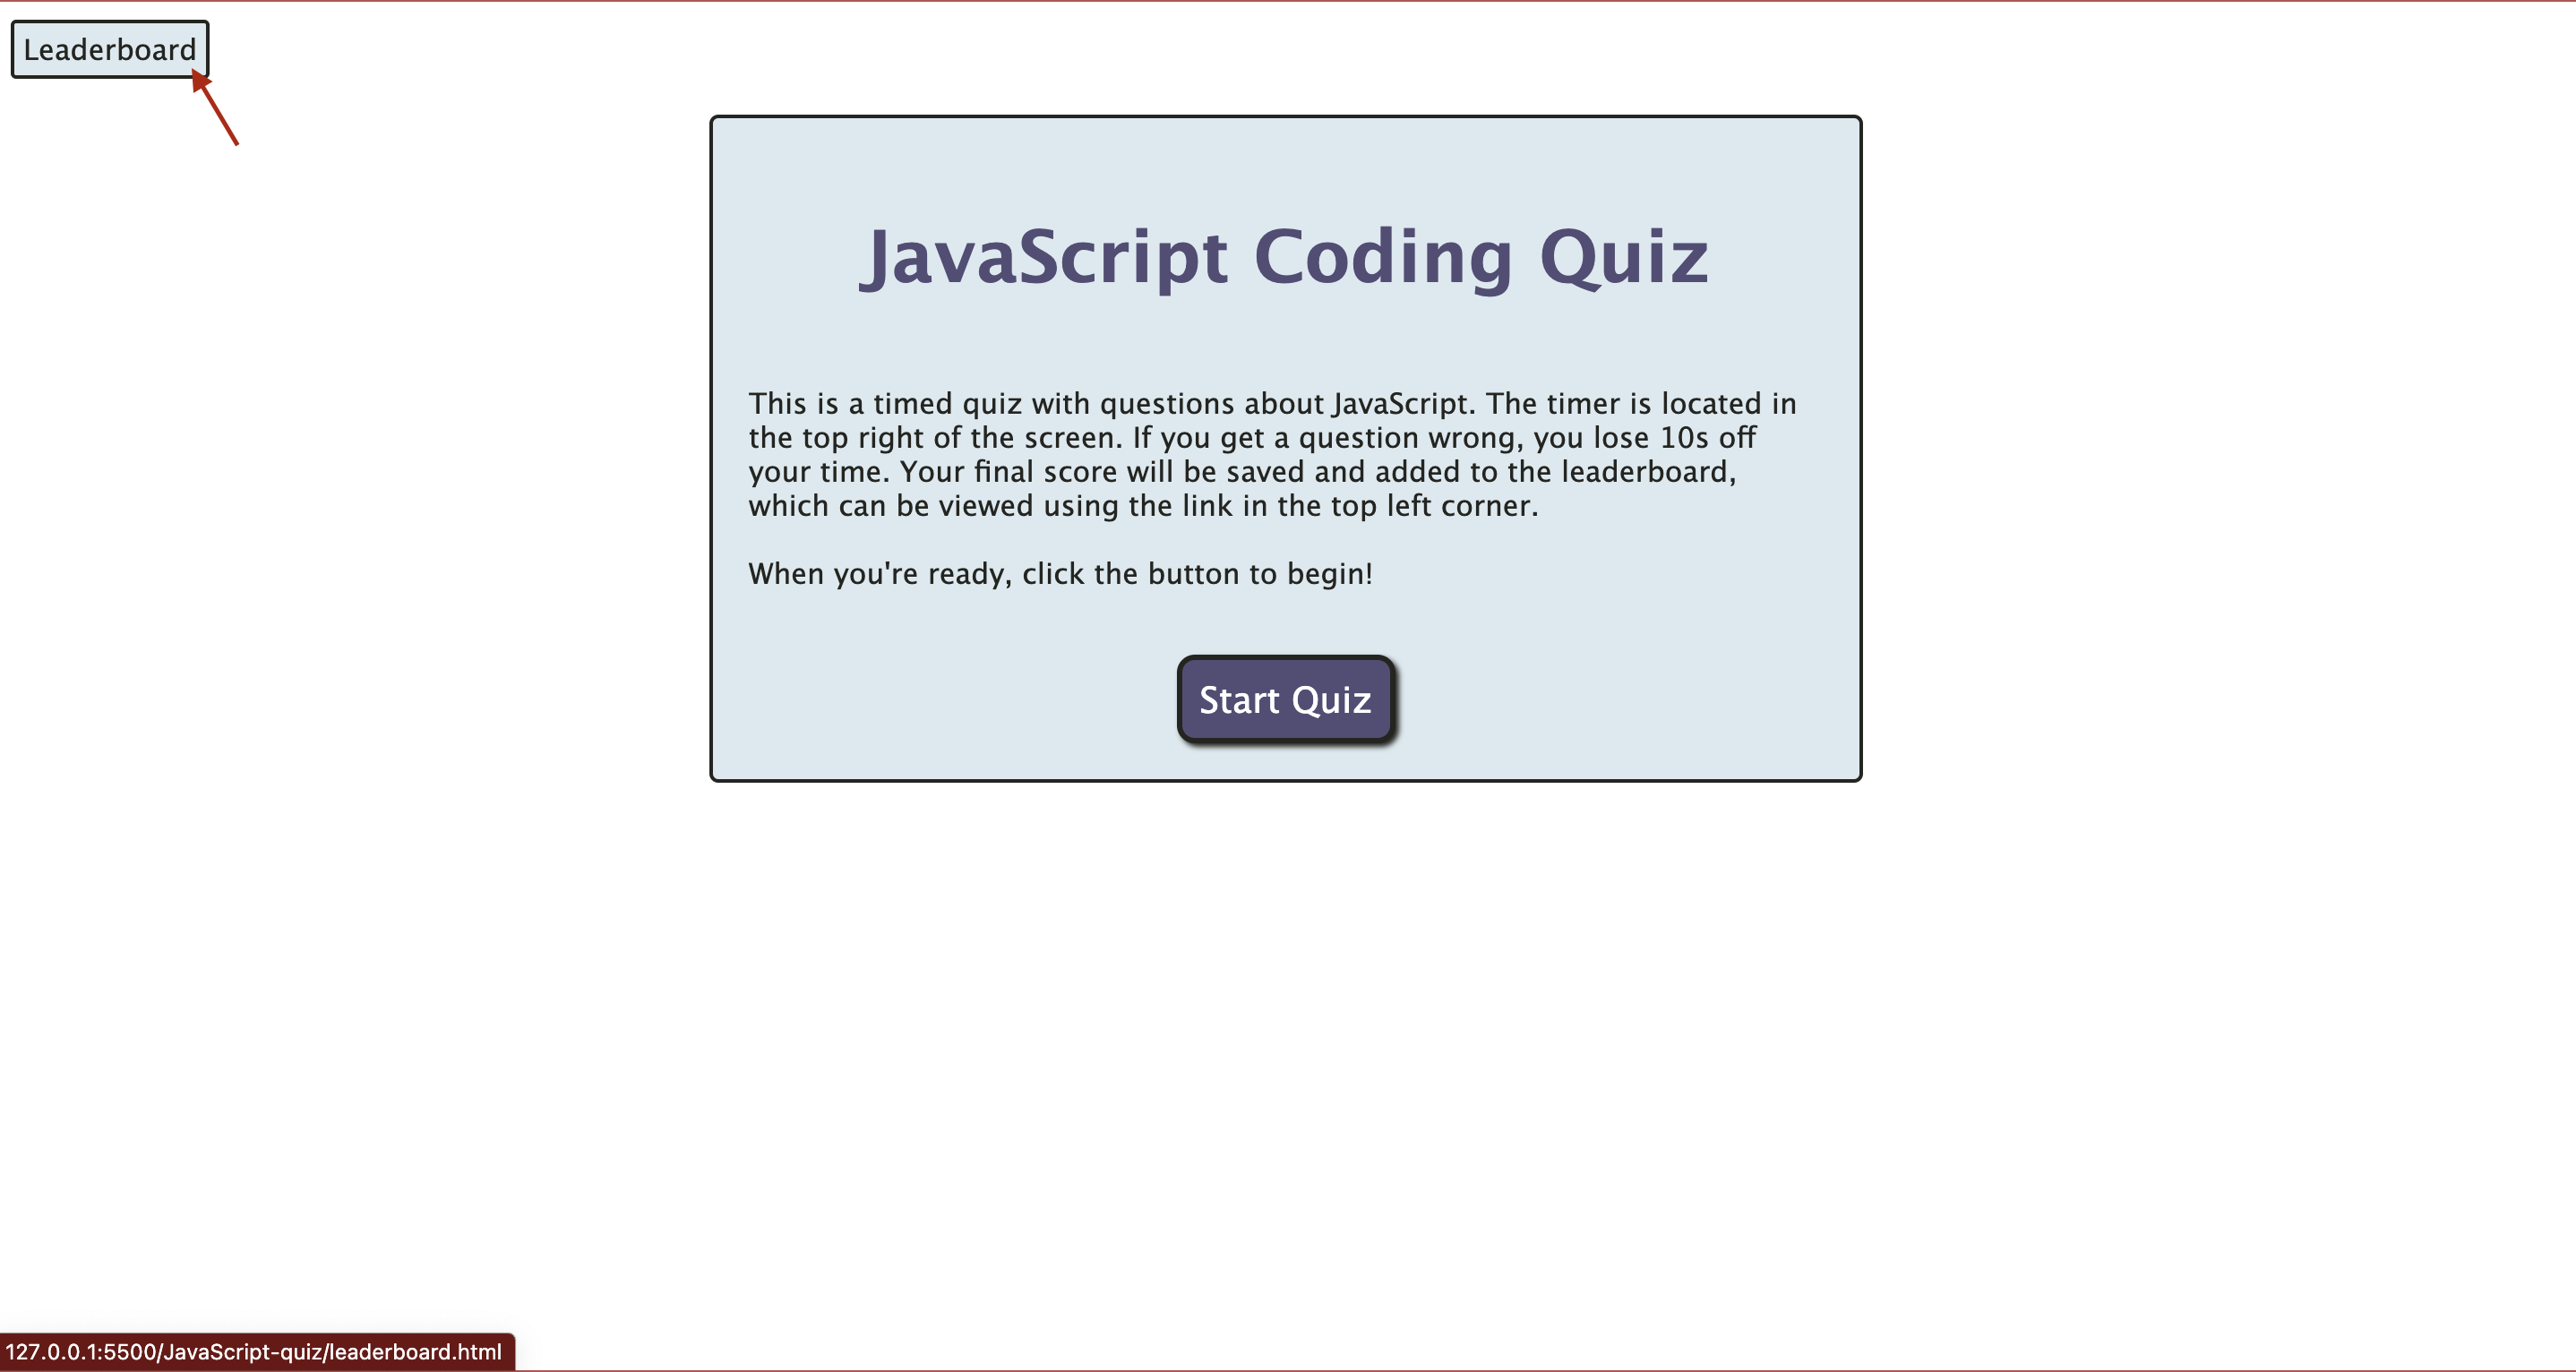 Leaderboard
JavaScript Coding Quiz
This is a timed quiz with questions about JavaScript. The timer is located in
the top right of the screen. If you get a question wrong, you lose 10s off
your time. Your final score will be saved and added to the leaderboard,
which can be viewed using the link in the top left corner.
When you're ready, click the button to begin!
Start Quiz
127.0.0.1:5500/JavaScript-quiz/leaderboard.html